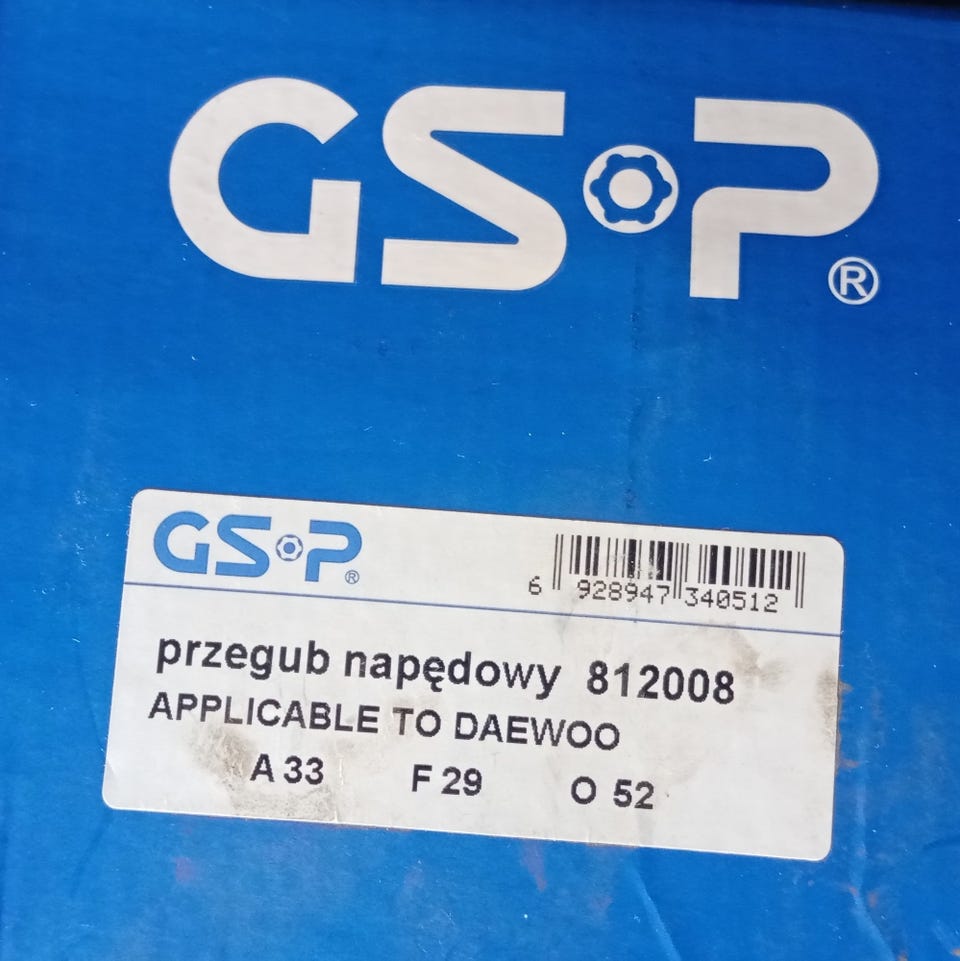 GSP®
GSP®
6 928947 340512
przegub napędowy 812008
APPLICABLE TO DAEWOO
A 33 F 29 O 52